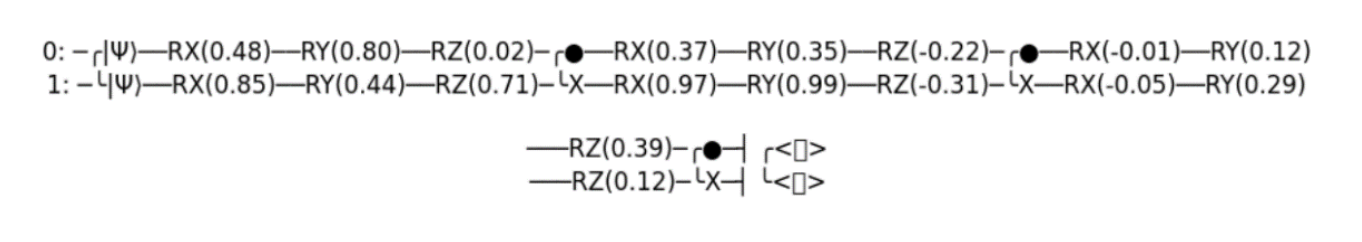 0: ─╭|Ψ⟩──RX(0.48)──RY(0.80)──RZ(0.02)─╭●──RX(0.37)──RY(0.35)──RZ(-0.22)─╭●──RX(-0.01)──RY(0.12)
1: ─╰|Ψ⟩──RX(0.85)──RY(0.44)──RZ(0.71)─╰X──RX(0.97)──RY(0.99)──RZ(-0.31)─╰X──RX(-0.05)──RY(0.29)
───RZ(0.39)─╭●─┤ ╭<▯>
───RZ(0.12)─╰X─┤ ╰<▯>